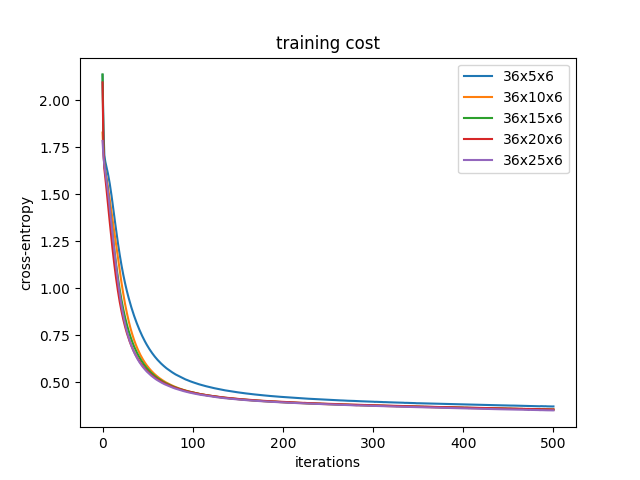 training cost
36x5x6
36x10x6
36x15x6
36x20x6
36x25x6
cross-entropy
2.00
1.75
1.50
1.25
1.00
0.75
0.50
0 100 200 300 400 500
iterations